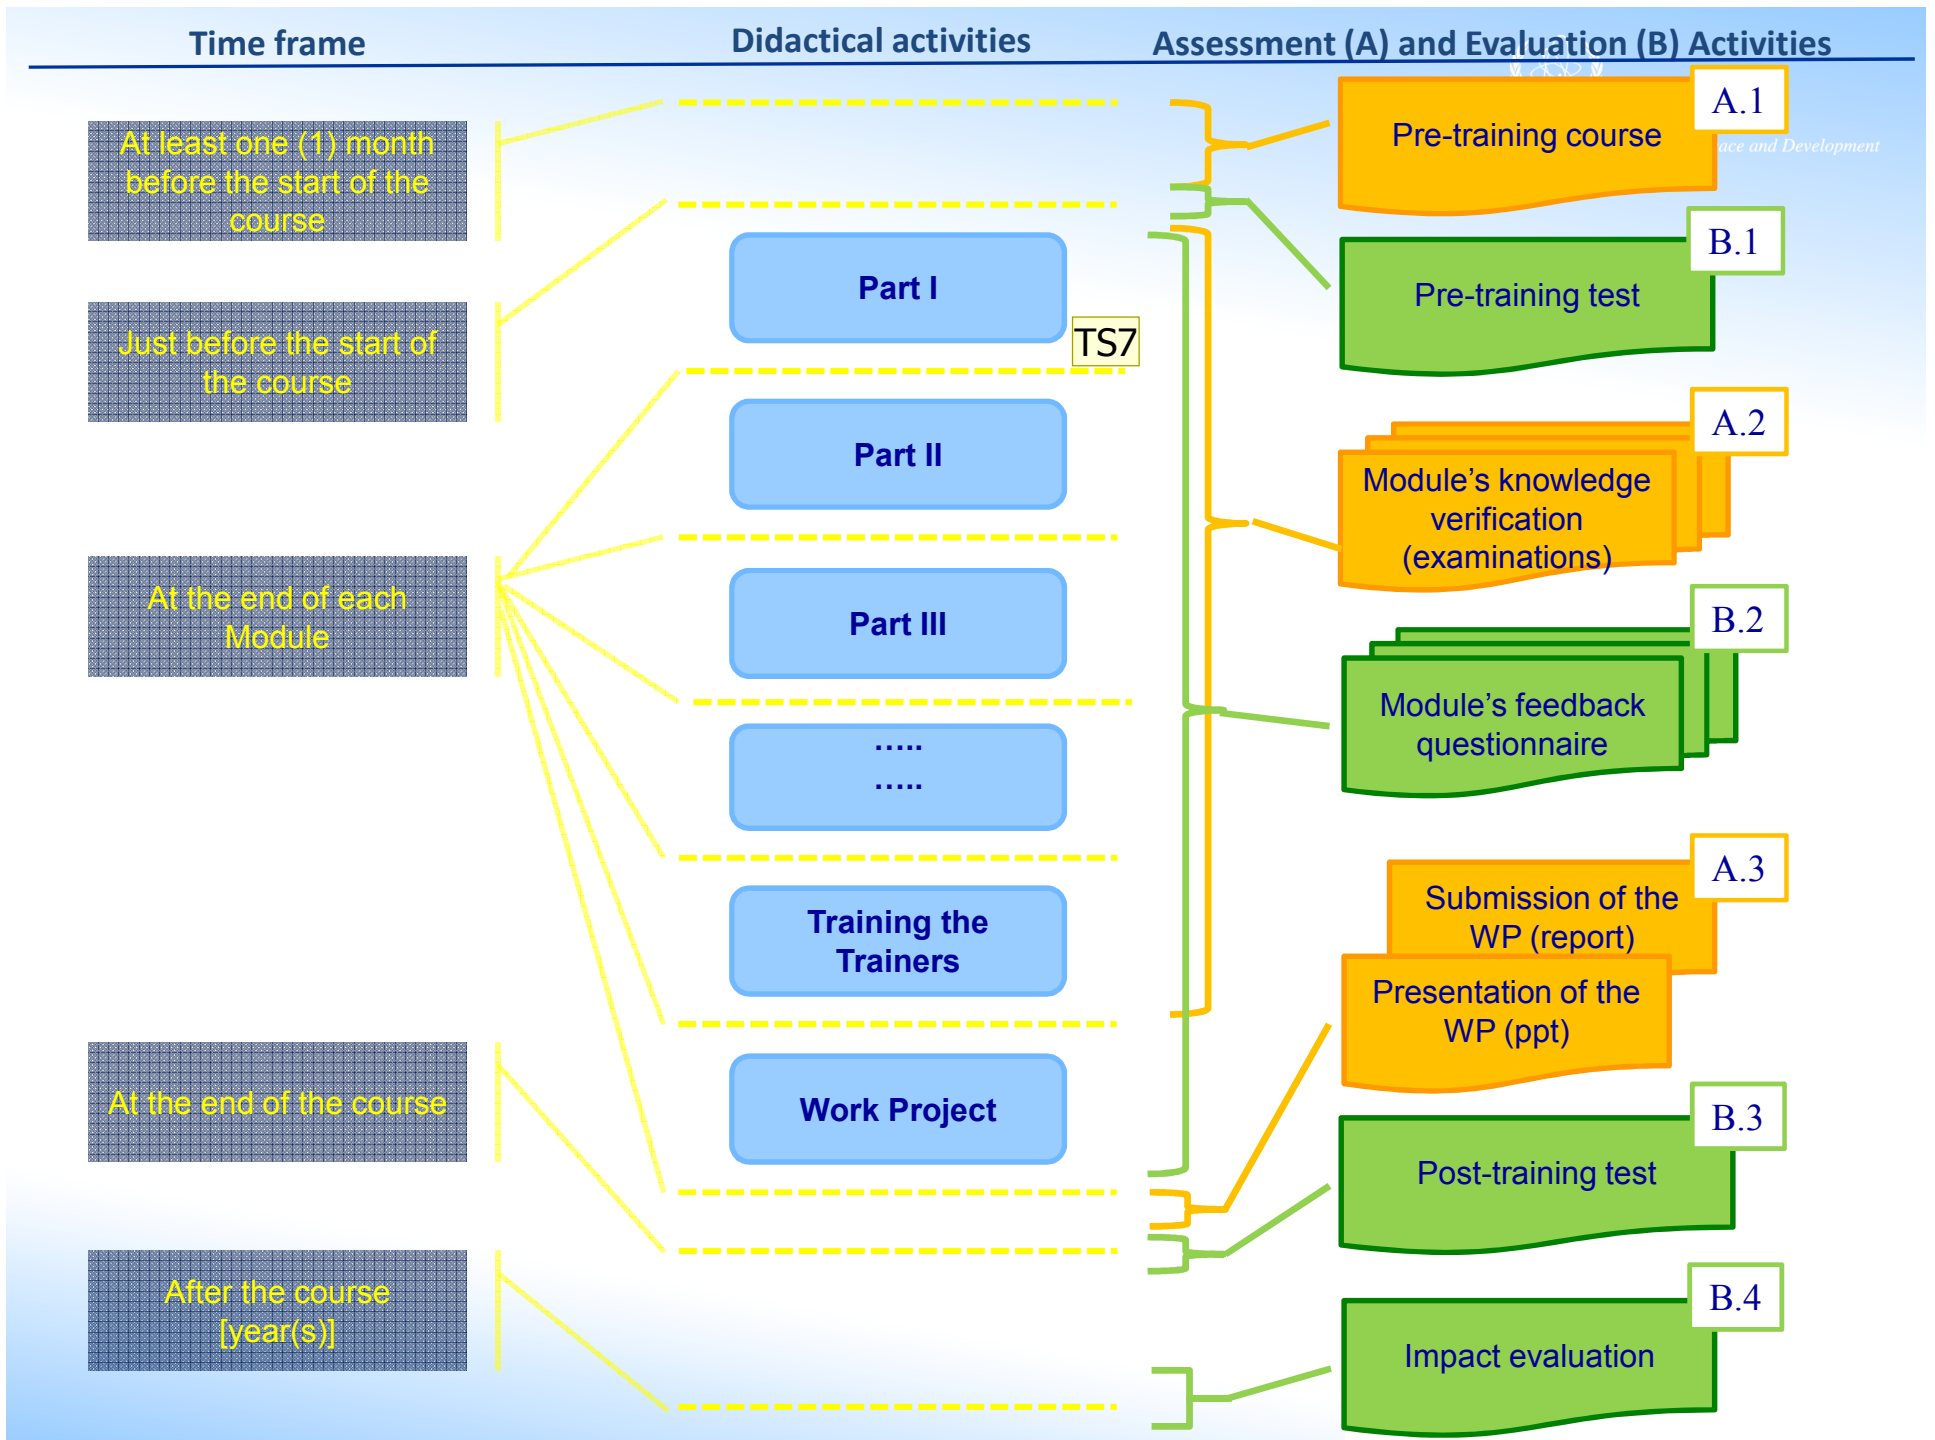 Time frame
Didactical activities
Assessment (A) and Evaluation (B) Activities
At least one (1) month
before the start of the
course
Just before the start of
the course
At the end of each
Module
At the end of the course
After the course
[year(s)]
Part I
TS7
Part II
Part III
…..
…..
Training the
Trainers
Work Project
A.1
Pre-training course
and Development
B.1
Pre-training test
A.2
Module’s knowledge
verification
(examinations)
B.2
Module’s feedback
questionnaire
A.3
Submission of the
WP (report)
Presentation of the
WP (ppt)
B.3
Post-training test
B.4
Impact evaluation